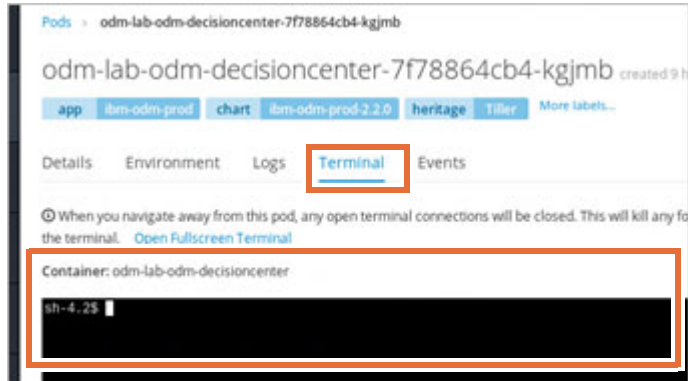 Pods › odm-lab-odm-decisioncenter-7f78864cb4-kgjmb
odm-lab-odm-decisioncenter-7f78864cb4-kgjmb created 9 h
app ibm-odm-prod chart ibm-odm-prod-2.2.0 heritage Tiller More labels...
Details Environment Logs Terminal Events
When you navigate away from this pod, any open terminal connections will be closed. This will kill any fo
the terminal. Open Fullscreen Terminal
Container: odm-lab-odm-decisioncenter
sh-4.2$